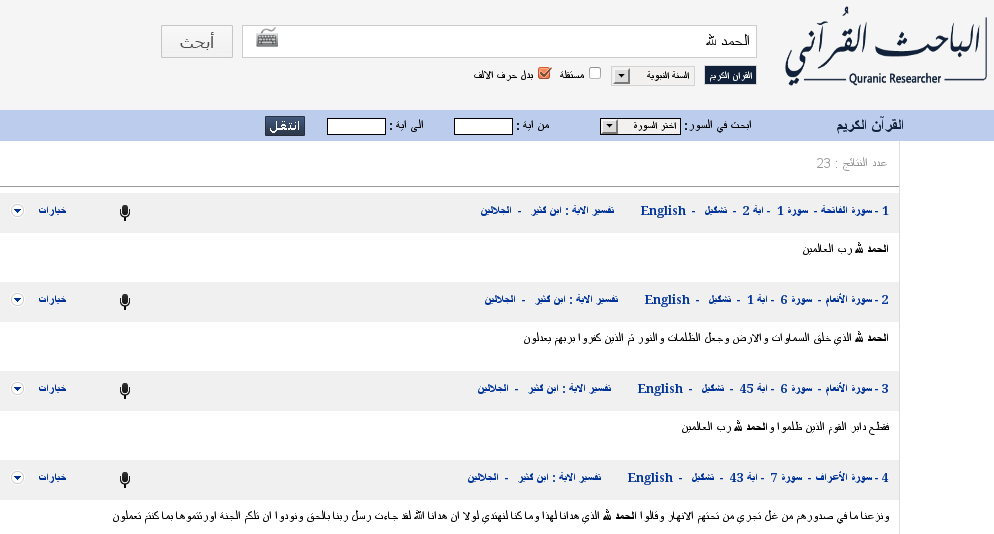 الباحث القرآني
Quranic Researcher
الحمد لله
أبحث
القران الكريم
السنة النبوية
مستقلة
بدل حرف الالف
القرآن الكريم
ابحث في السور:
اختر السورة
من اية :
الى اية :
انتقل
عدد النتائج : 23
1 - سورة الفاتحة - سورة 1 - اية 2 - تشكيل - English تفسير الاية : ابن كثير - الجلالين
خيارات
الحمد لله رب العالمين
2 - سورة الأنعام - سورة 6 - اية 1 - تشكيل - English تفسير الاية : ابن كثير - الجلالين
خيارات
الحمد لله الذي خلق السماوات والارض وجعل الظلمات والنور ثم الذين كفروا بربهم يعدلون
3 - سورة الأنعام - سورة 6 - اية 45 - تشكيل - English تفسير الاية : ابن كثير - الجلالين
خيارات
فقطع دابر القوم الذين ظلموا والحمد لله رب العالمين
4 - سورة الأعراف - سورة 7 - اية 43 - تشكيل - English تفسير الاية : ابن كثير - الجلالين
خيارات
ونزعنا ما في صدورهم من غل تجري من تحتهم الانهار وقالوا الحمد لله الذي هدانا لهذا وما كنا لنهتدي لولا ان هدانا الله لقد جاءت رسل ربنا بالحق ونودوا ان تلكم الجنة اورثتموها بما كنتم تعملون